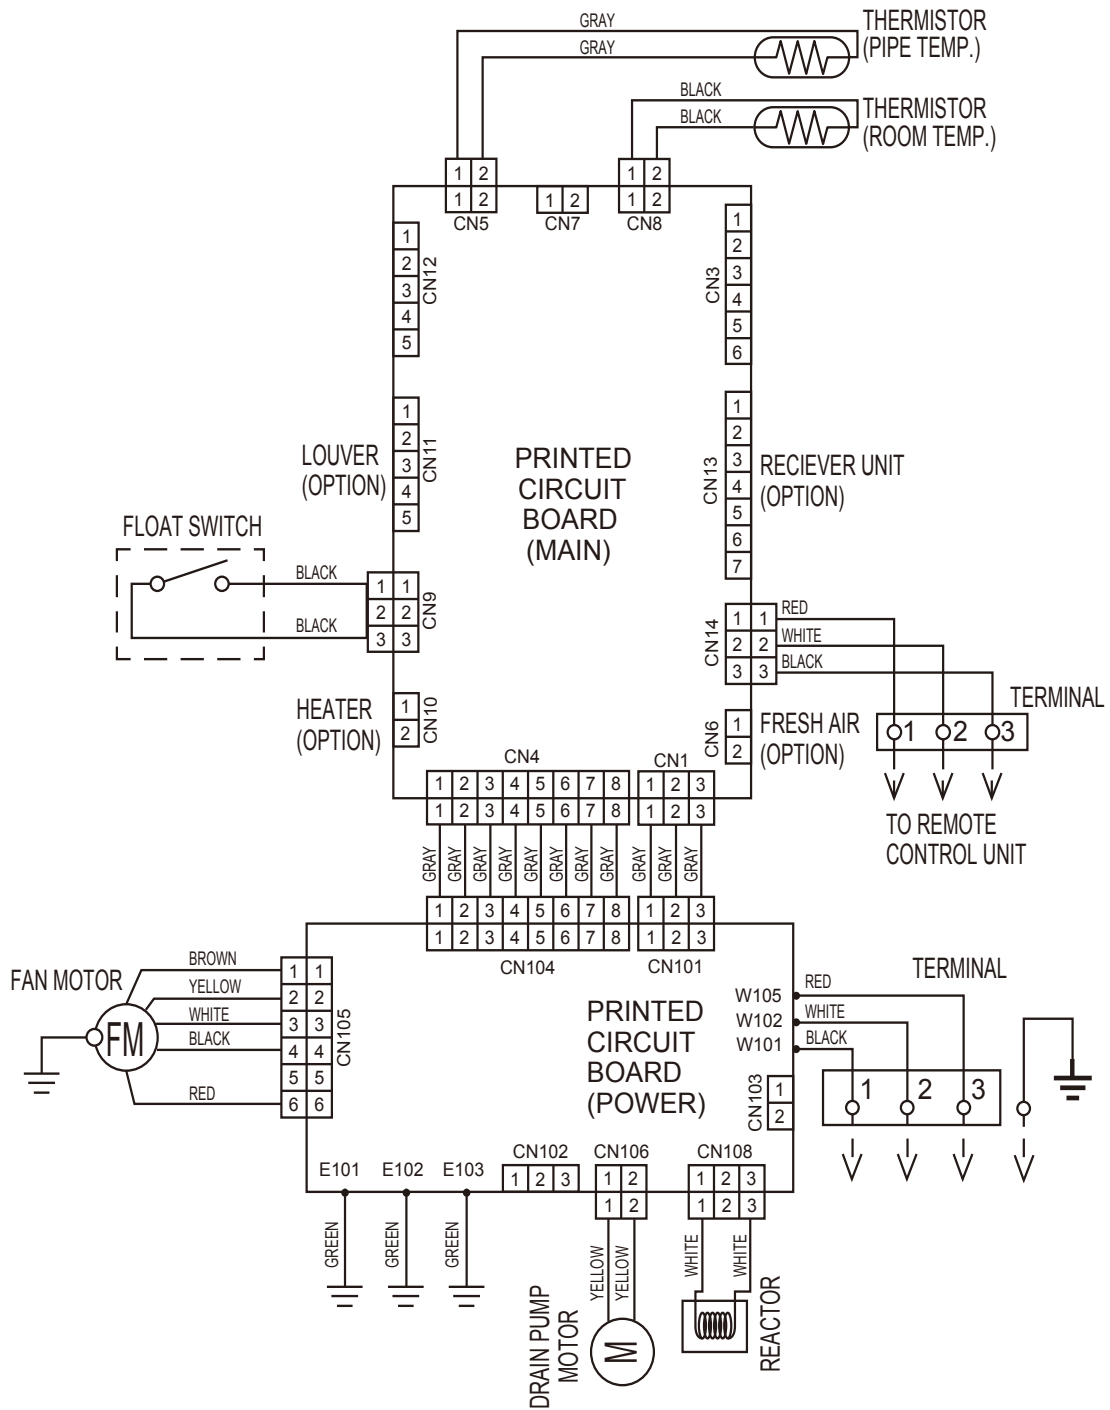 GRAY
THERMISTOR
(PIPE TEMP.)
GRAY
BLACK
THERMISTOR
(ROOM TEMP.)
BLACK
1 2
1 2
CN5
1 2
CN7
1 2
1 2
CN8
1
2
3
4
5
CN12
1
2
3
4
5
6
CN3
LOUVER
(OPTION)
1
2
3
4
5
CN11
PRINTED
CIRCUIT
BOARD
(MAIN)
1
2
3
4
5
6
7
CN13
RECIEVER UNIT
(OPTION)
FLOAT SWITCH
BLACK
BLACK
1 1
2 2
3 3
CN9
CN14
1 1
2 2
3 3
RED
WHITE
BLACK
TERMINAL
1 2 3
TO REMOTE
CONTROL UNIT
HEATER
(OPTION)
1
2
CN10
CN6
1
2
FRESH AIR
(OPTION)
CN4
1 2 3 4 5 6 7 8
1 2 3 4 5 6 7 8
CN1
1 2 3
1 2 3
GRAY
GRAY
GRAY
GRAY
GRAY
GRAY
GRAY
GRAY
GRAY
GRAY
GRAY
1 2 3 4 5 6 7 8
1 2 3 4 5 6 7 8
CN104
1 2 3
1 2 3
CN101
FAN MOTOR
FM
BROWN
YELLOW
WHITE
BLACK
RED
1 1
2 2
3 3
4 4
5 5
6 6
CN105
PRINTED
CIRCUIT
BOARD
(POWER)
W105
W102
W101
RED
WHITE
BLACK
TERMINAL
1 2 3
CN103
1
2
E101
E102
E103
GREEN
GREEN
GREEN
CN102
1 2 3
CN106
1 2
1 2
CN108
1 2 3
1 2 3
YELLOW
YELLOW
WHITE
WHITE
DRAIN PUMP
MOTOR
M
REACTOR